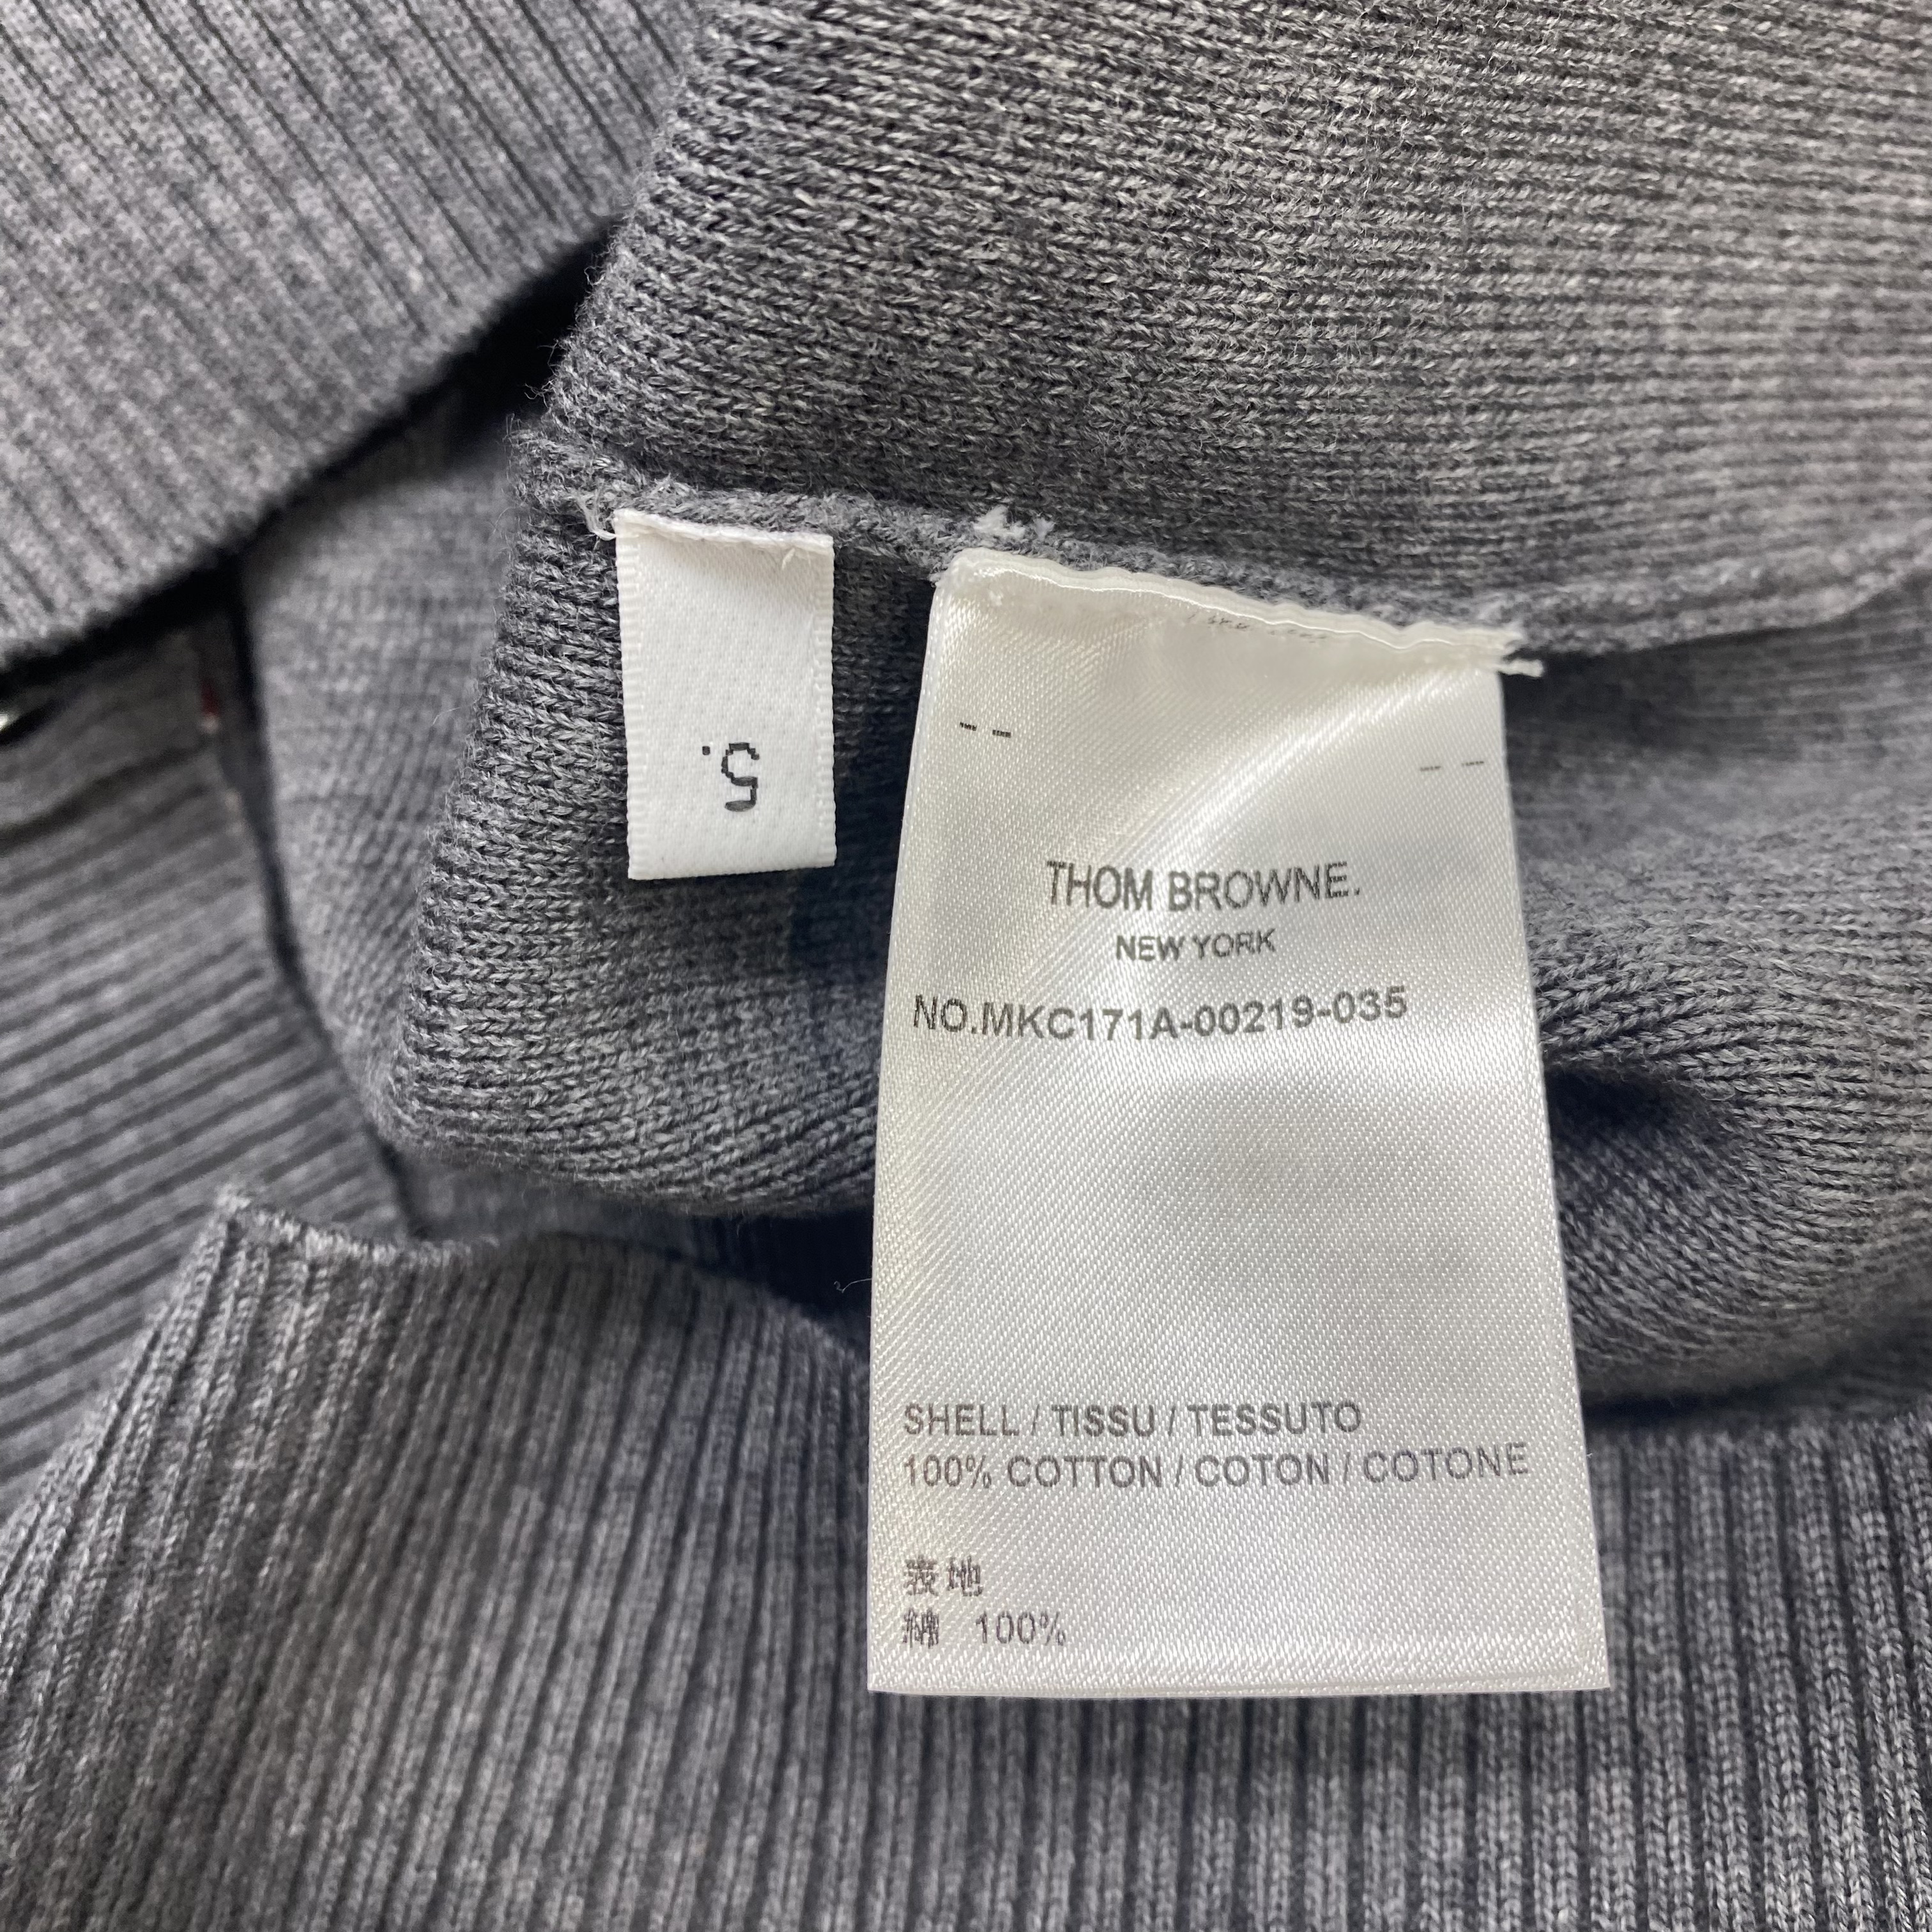 5.
THOM BROWNE.
NEW YORK
NO.MKC171A-00219-035
SHELL / TISSU / TESSUTO
100% COTTON / COTON / COTONE
表地
綿 100%